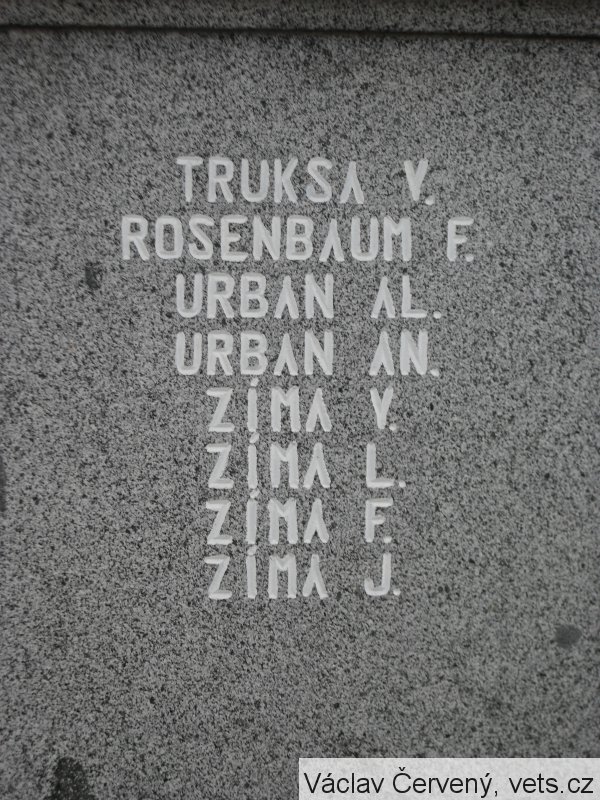 TRUKSA V.
ROSENBAUM F.
URBAN AL.
URBAN AN.
ZÍMA V.
ZÍMA L.
ZÍMA F.
ZÍMA J.
Václav Červený, vets.cz